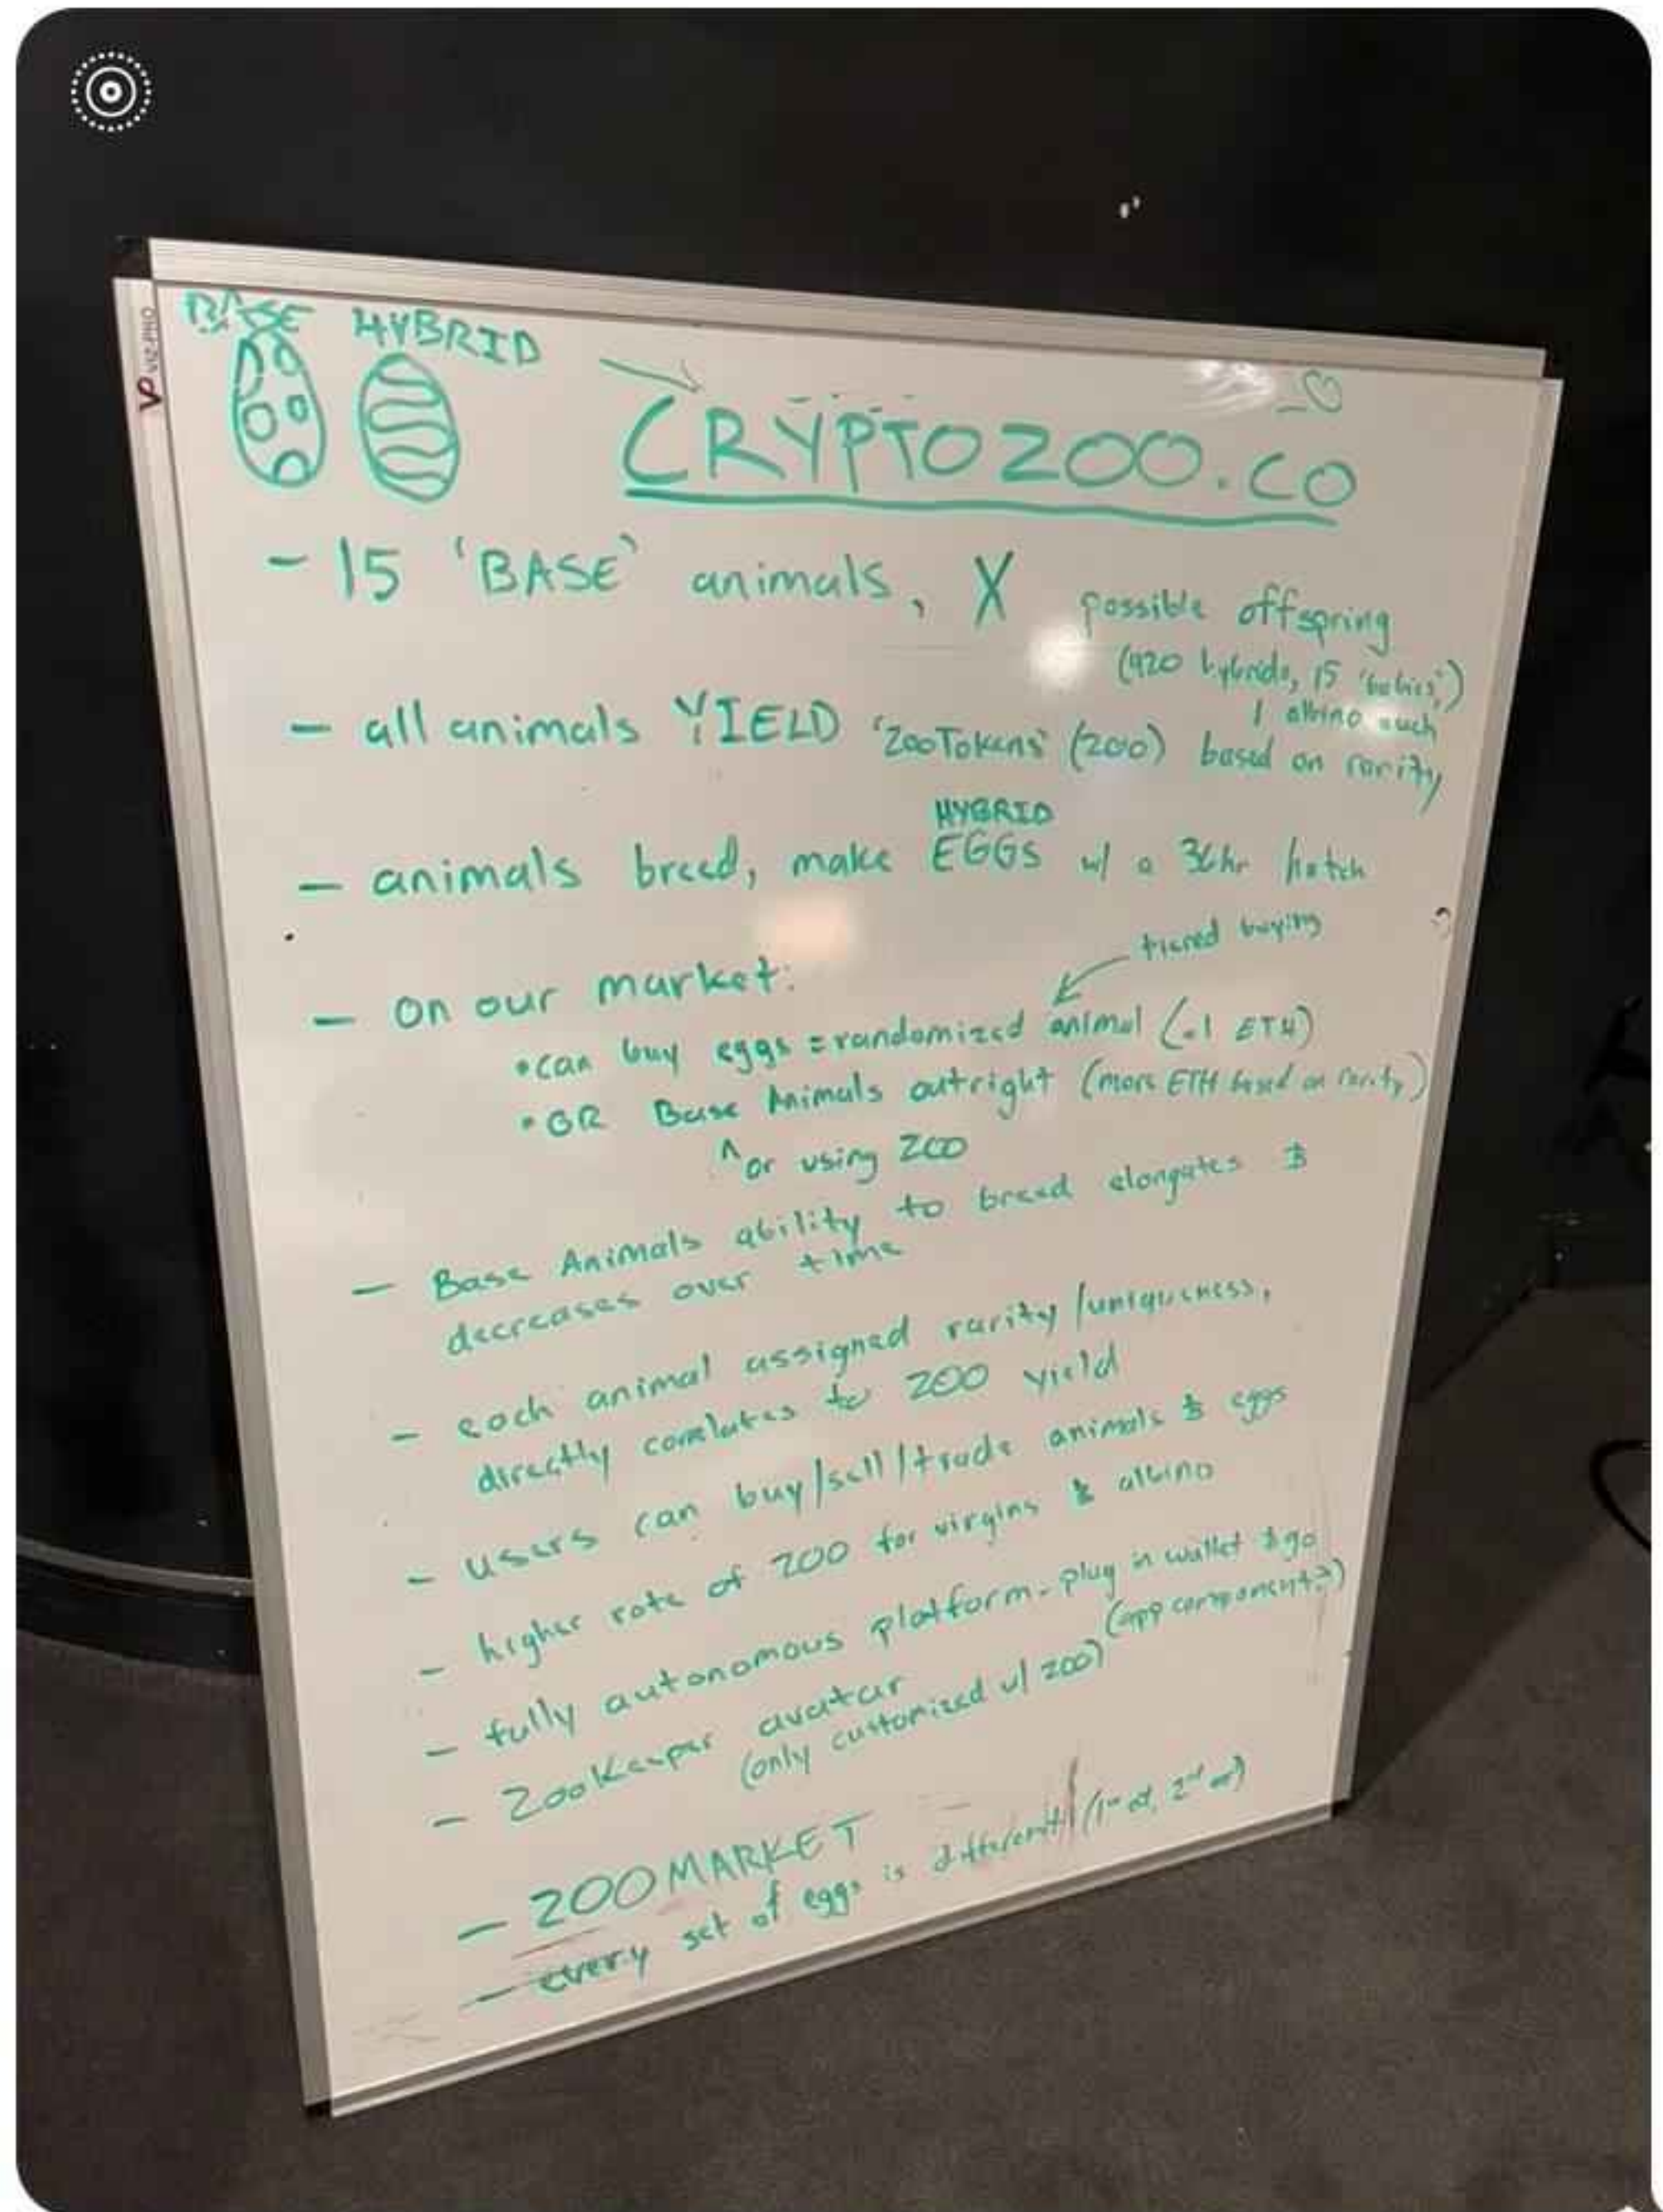 BASE HYBRID
CRYPTOZOO.CO
- 15 'BASE' animals, X possible offspring
(420 hybrids, 15 'babies')
1 albino each
- all animals YIELD 'ZooTokens' (ZOO) based on rarity
HYBRID
- animals breed, make EGGS w/ a 36hr hatch
tiered buying
- on our market:
• can buy eggs = randomized animal (.1 ETH)
• OR Base Animals outright (more ETH based on rarity)
^ or using ZOO
- Base Animals ability to breed elongates &
decreases over time
- each animal assigned rarity/uniqueness,
directly correlates to ZOO yield
- users can buy/sell/trade animals & eggs
- higher rate of ZOO for virgins & albino
- fully autonomous platform - plug in wallet & go
(app component?)
- ZooKeeper avatar
(only customized w/ ZOO)
- ZOOMARKET
- every set of eggs is different (1st , 2nd )
VIZ-PRO